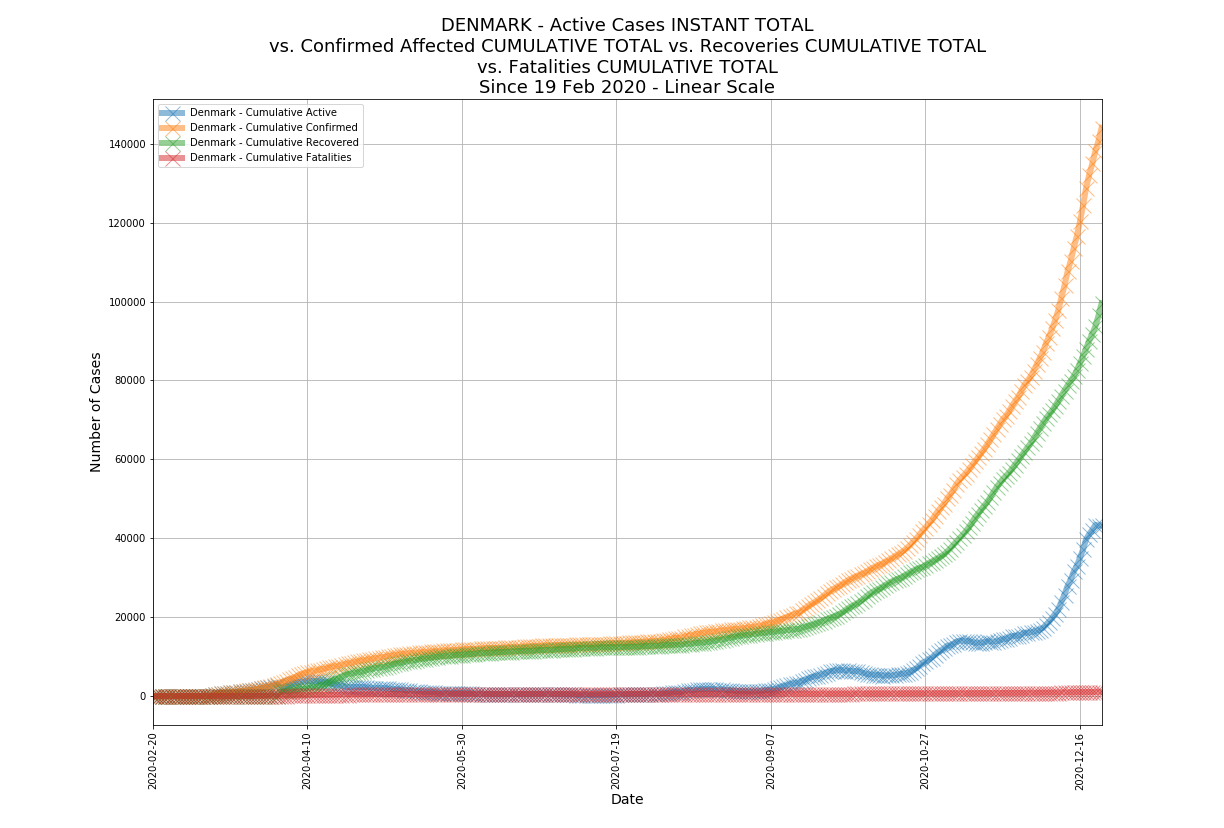 DENMARK - Active Cases INSTANT TOTAL
vs. Confirmed Affected CUMULATIVE TOTAL vs. Recoveries CUMULATIVE TOTAL
vs. Fatalities CUMULATIVE TOTAL
Since 19 Feb 2020 - Linear Scale
Denmark - Cumulative Active
Denmark - Cumulative Confirmed
Denmark - Cumulative Recovered
Denmark - Cumulative Fatalities
Number of Cases
140000
120000
100000
80000
60000
40000
20000
0
2020-02-20
2020-04-10
2020-05-30
2020-07-19
2020-09-07
2020-10-27
2020-12-16
Date